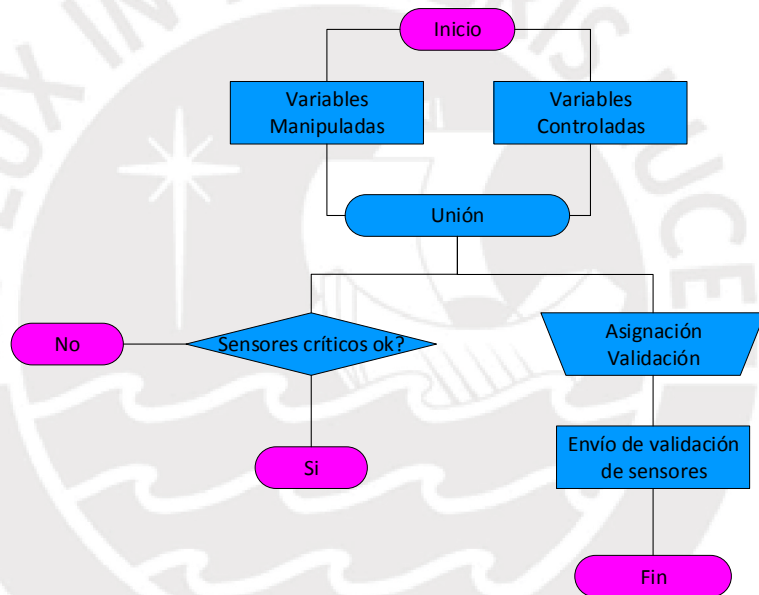 Inicio
Variables
Manipuladas
Variables
Controladas
Unión
No
Sensores críticos ok?
Asignación
Validación
Si
Envío de validación
de sensores
Fin